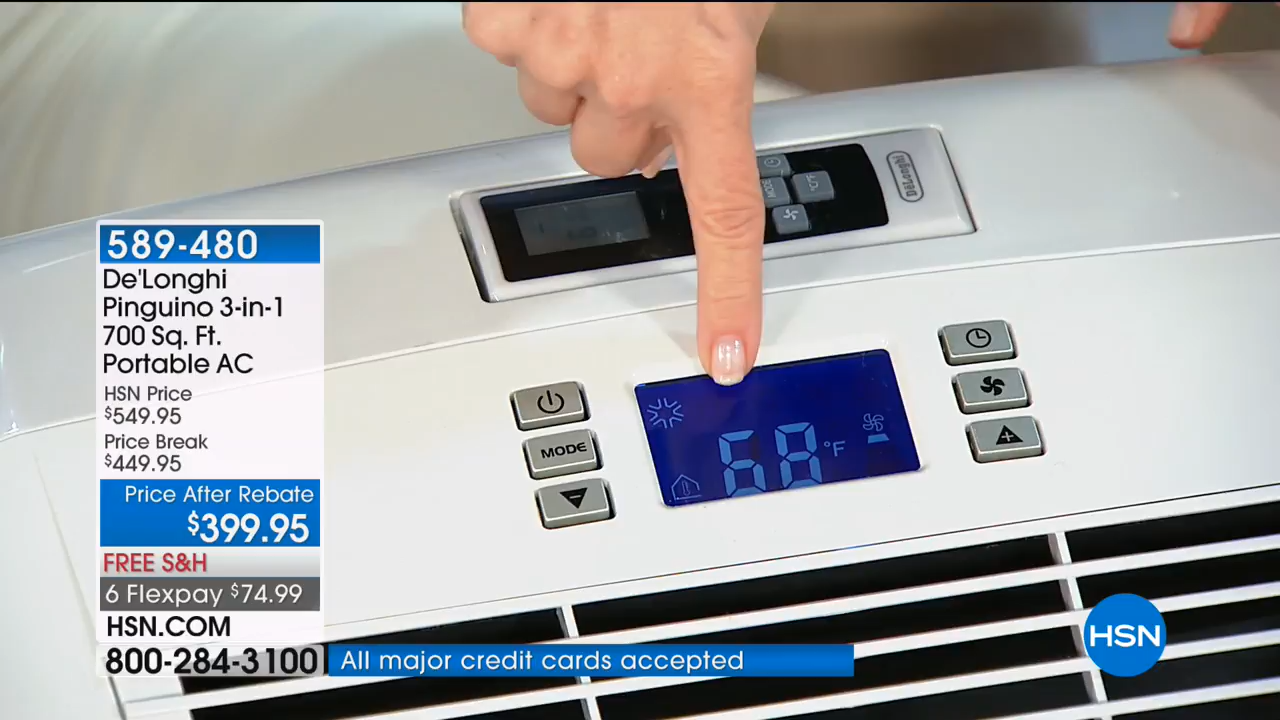 589-480
De'Longhi
Pinguino 3-in-1
700 Sq. Ft.
Portable AC
HSN Price
$549.95
Price Break
$449.95
Price After Rebate
$399.95
FREE S&H
6 Flexpay $74.99
HSN.COM
800-284-3100
All major credit cards accepted
HSN
DeLonghi
MODE
°C/°F
MODE
68°F